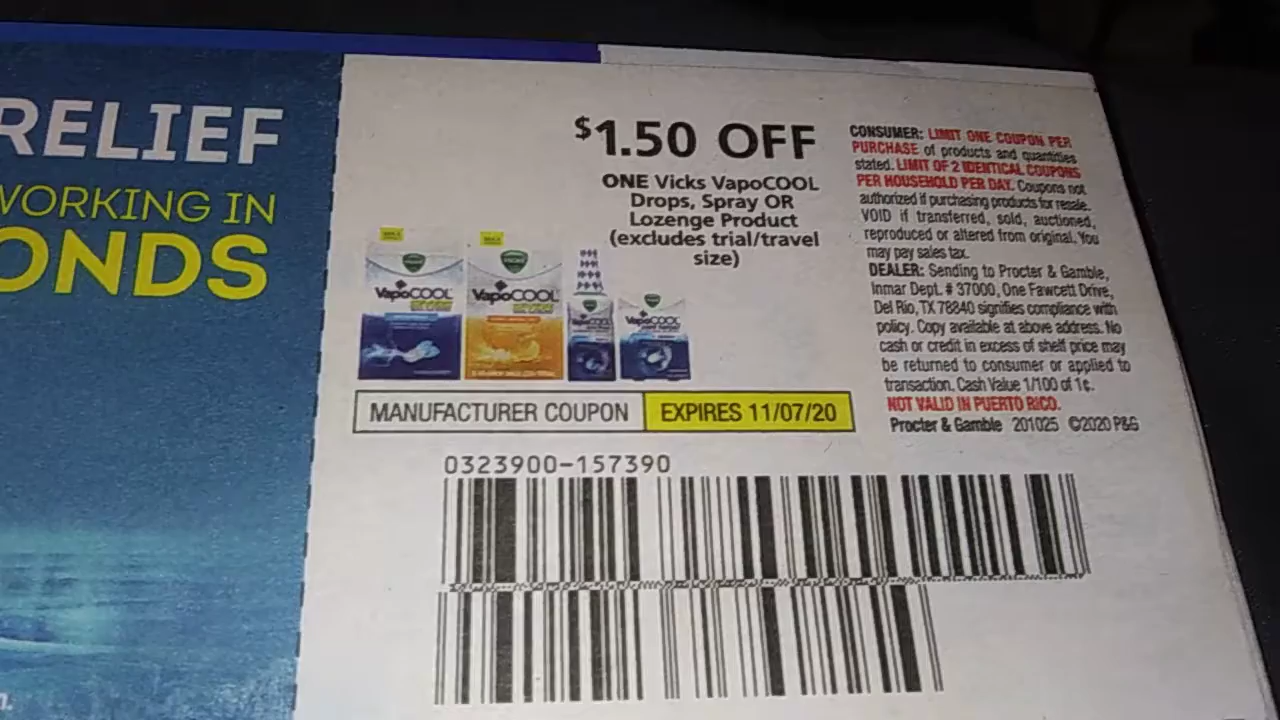 RELIEF
WORKING IN
ONDS
$1.50 OFF
ONE Vicks VapoCOOL
Drops, Spray OR
Lozenge Product
(excludes trial/travel
size)
VICKS
VapoCOOL
SEVERE
VICKS
VapoCOOL
SEVERE
VapoCOOL
VapoCOOL
MANUFACTURER COUPON
EXPIRES 11/07/20
0323900-157390
CONSUMER: LIMIT ONE COUPON PER
PURCHASE of products and quantities
stated. LIMIT OF 2 IDENTICAL COUPONS
PER HOUSEHOLD PER DAY. Coupons not
authorized if purchasing products for resale.
VOID if transferred, sold, auctioned,
reproduced or altered from original. You
may pay sales tax.
DEALER: Sending to Procter & Gamble,
Inmar Dept. # 37000, One Fawcett Drive,
Del Rio, TX 78840 signifies compliance with
policy. Copy available at above address. No
cash or credit in excess of shelf price may
be returned to consumer or applied to
transaction. Cash Value 1/100 of 1¢.
NOT VALID IN PUERTO RICO.
Procter & Gamble 201025 ©2020 P&G